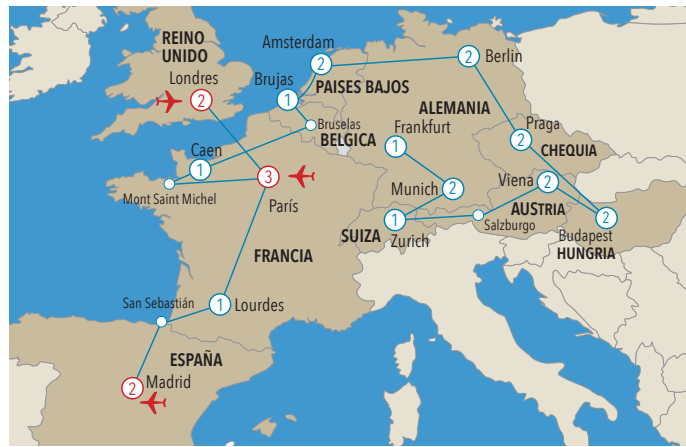 REINO
UNIDO
Londres
2
Amsterdam
2
Berlin
2
Brujas
1
PAISES BAJOS
ALEMANIA
Bruselas
BELGICA
Frankfurt
1
Praga
2
CHEQUIA
Caen
1
Mont Saint Michel
3
París
Munich
2
Viena
2
AUSTRIA
SUIZA
1
Zurich
Salzburgo
2
Budapest
HUNGRIA
FRANCIA
San Sebastián
1
Lourdes
ESPAÑA
2
Madrid